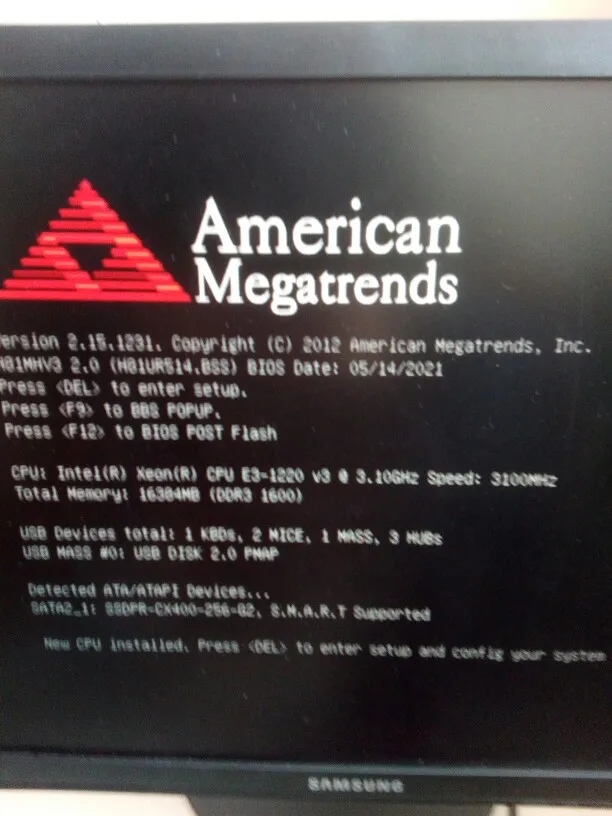 American
Megatrends
ersion 2.15.1231. Copyright (C) 2012 American Megatrends, Inc.
H81MHV3 2.0 (H81UR514.BSS) BIOS Date: 05/14/2021
Press <DEL> to enter setup.
Press <F9> to BBS POPUP.
Press <F12> to BIOS POST Flash
CPU: Intel(R) Xeon(R) CPU E3-1220 v3 @ 3.10GHz Speed: 3100MHz
Total Memory: 16384MB (DDR3 1600)
USB Devices total: 1 KBDs, 2 MICE, 1 MASS, 3 HUBs
USB MASS #0: USB DISK 2.0 PMAP
Detected ATA/ATAPI Devices...
SATA2_1: SSDPR-CX400-256-G2, S.M.A.R.T Supported
New CPU installed. Press <DEL> to enter setup and config your system
SAMSUNG